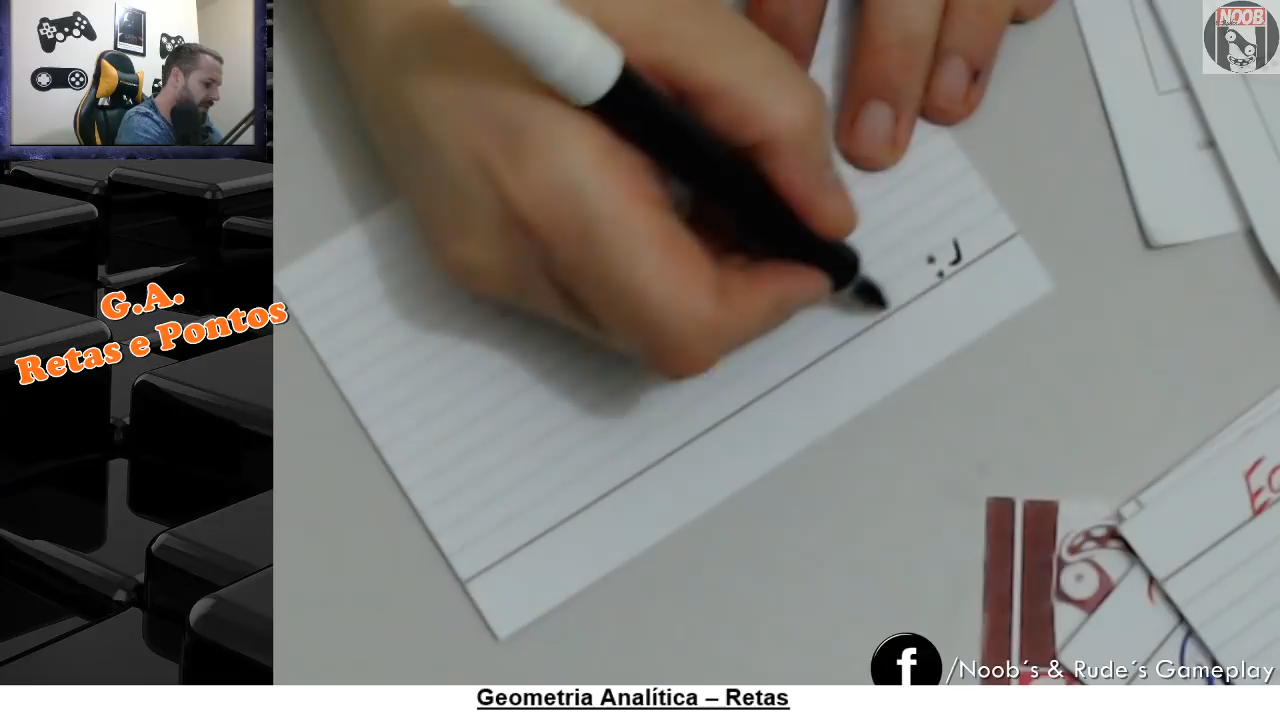 NOOB
G.A.
Retas e Pontos
/Noob´s & Rude´s Gameplay
Geometria Analítica – Retas